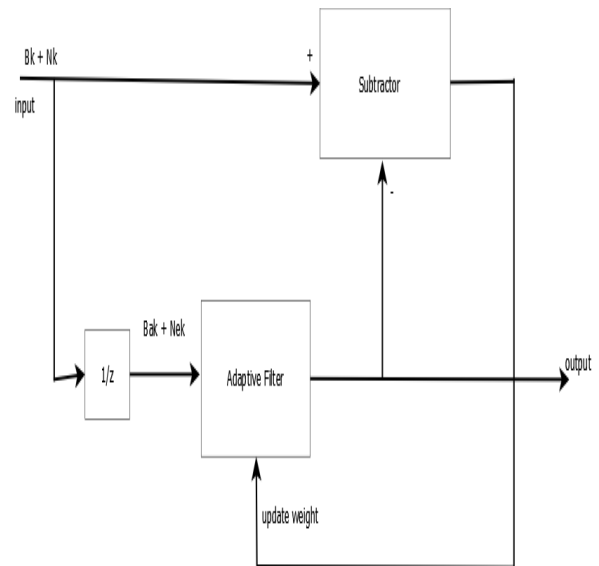 Bk + Nk
+
Subtractor
input
-
Bak + Nek
1/z
Adaptive Filter
output
update weight